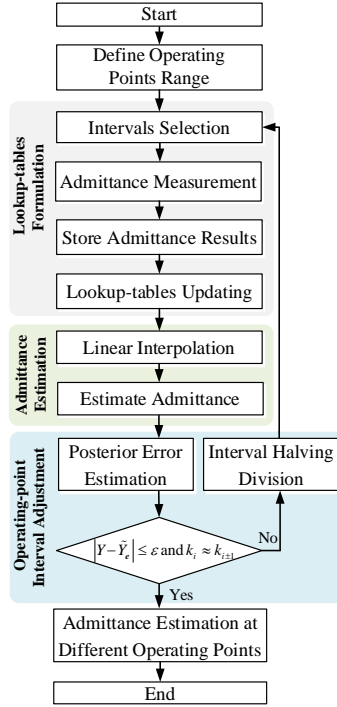 Start
Define Operating
Points Range
Lookup-tables
Formulation
Intervals Selection
Admittance Measurement
Store Admittance Results
Lookup-tables Updating
Admittance
Estimation
Linear Interpolation
Estimate Admittance
Operating-point
Interval Adjustment
Posterior Error
Estimation
Interval Halving
Division
|Y−Ỹₑ| ≤ ε and kᵢ ≈ kᵢ±₁
No
Yes
Admittance Estimation at
Different Operating Points
End